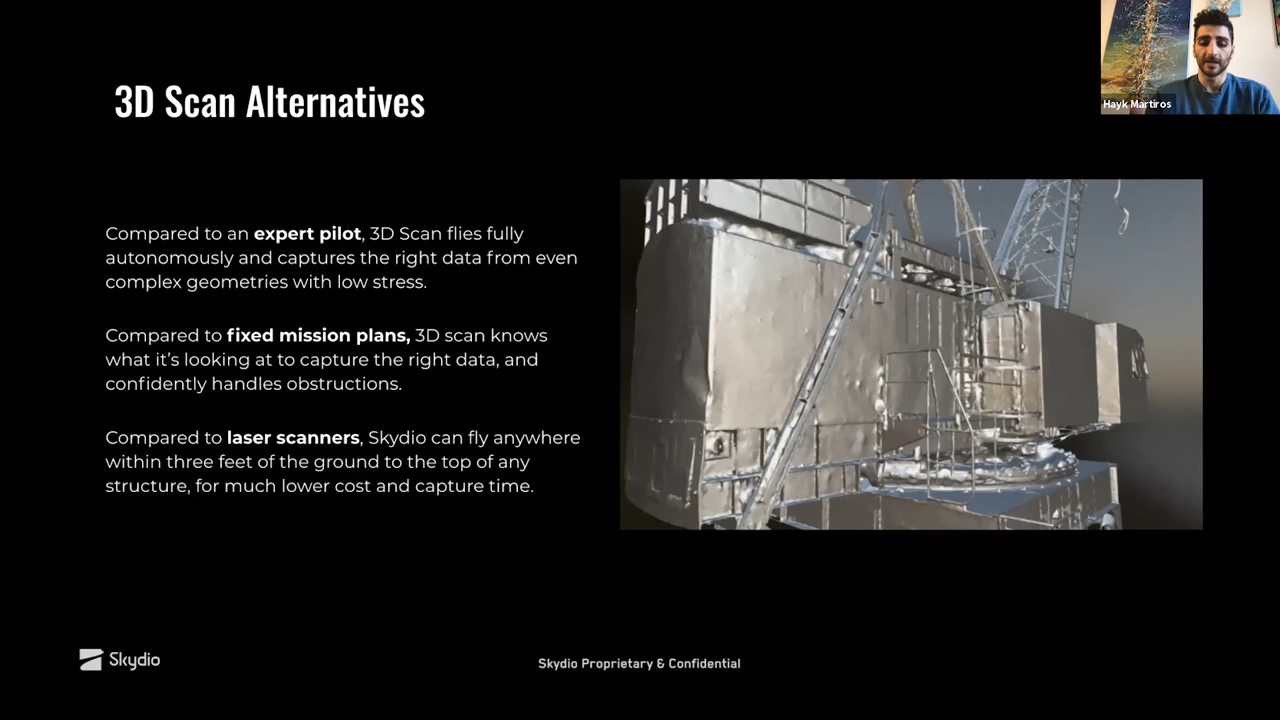 Hayk Martiros
3D Scan Alternatives
Compared to an expert pilot, 3D Scan flies fully
autonomously and captures the right data from even
complex geometries with low stress.
Compared to fixed mission plans, 3D scan knows
what it’s looking at to capture the right data, and
confidently handles obstructions.
Compared to laser scanners, Skydio can fly anywhere
within three feet of the ground to the top of any
structure, for much lower cost and capture time.
Skydio
Skydio Proprietary & Confidential